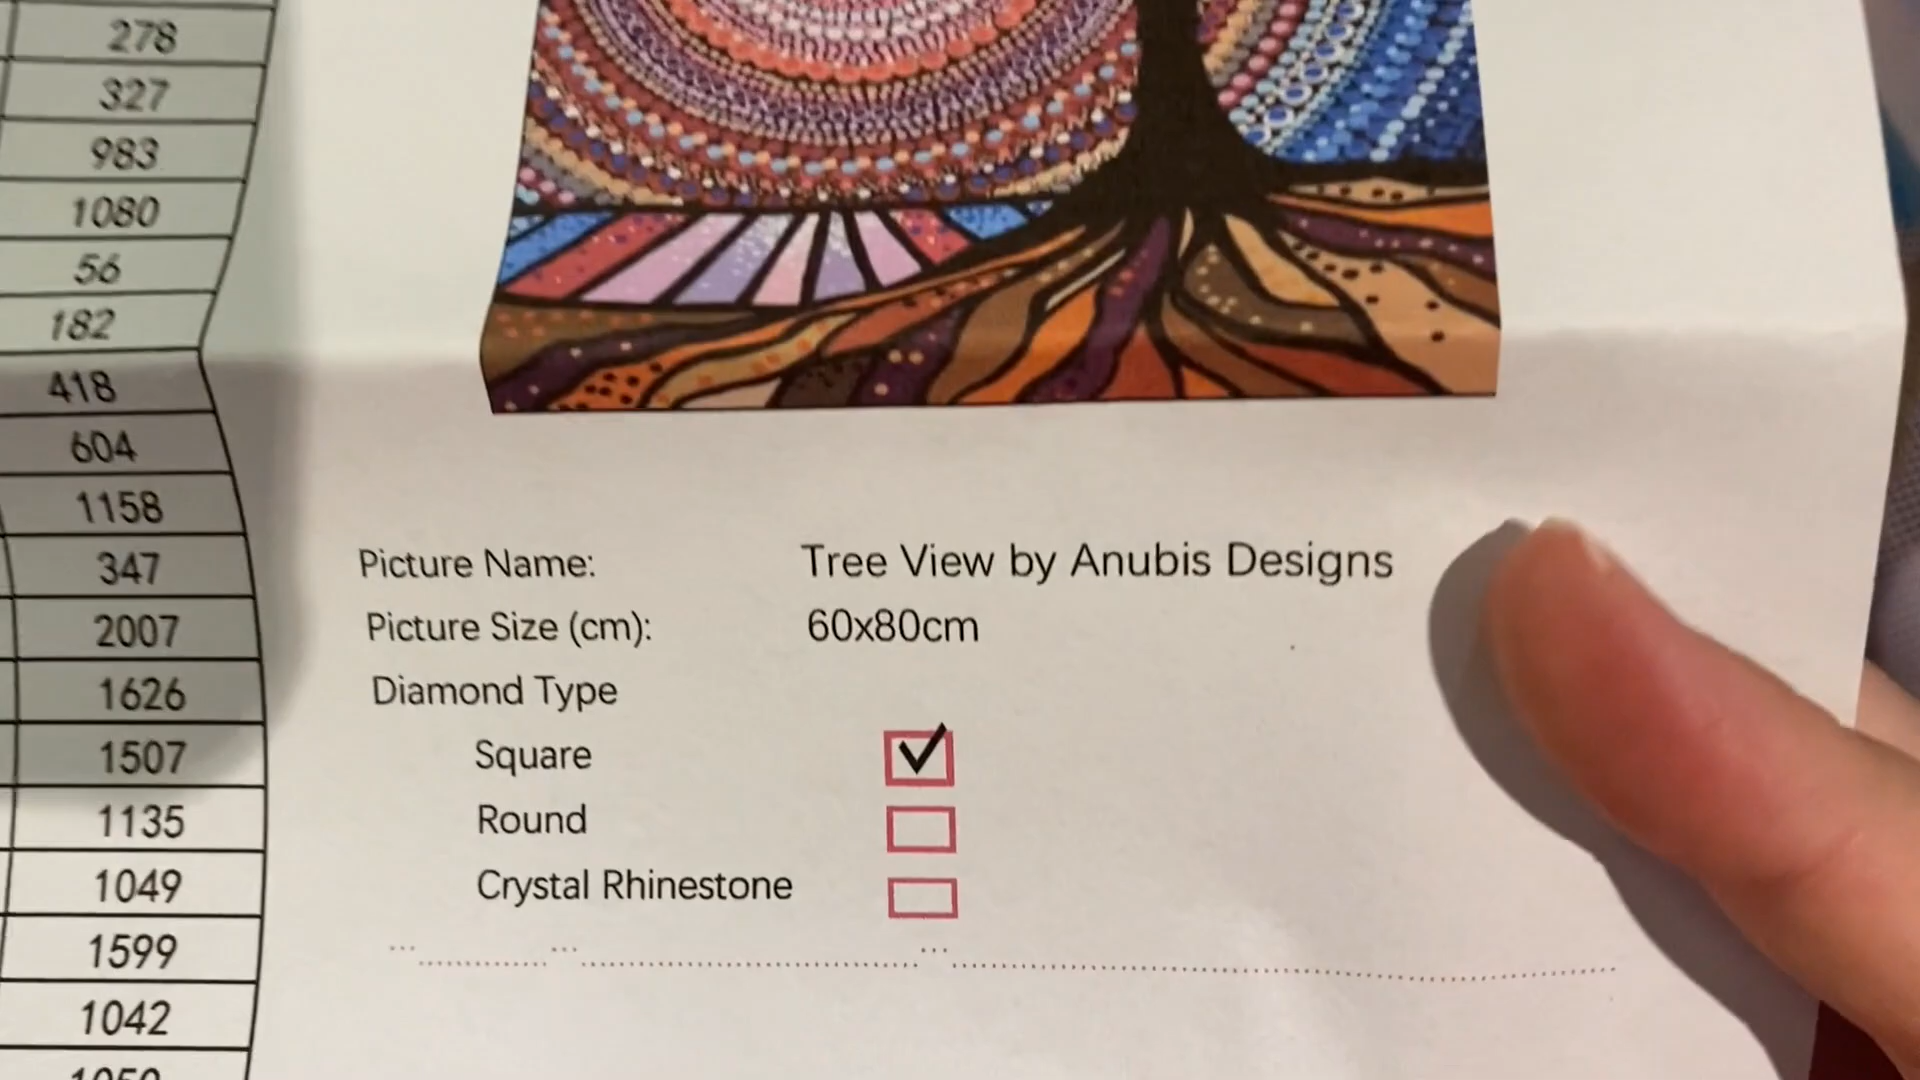 278
327
983
1080
56
182
418
604
1158
347
2007
1626
1507
1135
1049
1599
1042
Picture Name: Tree View by Anubis Designs
Picture Size (cm): 60x80cm
Diamond Type
Square
Round
Crystal Rhinestone